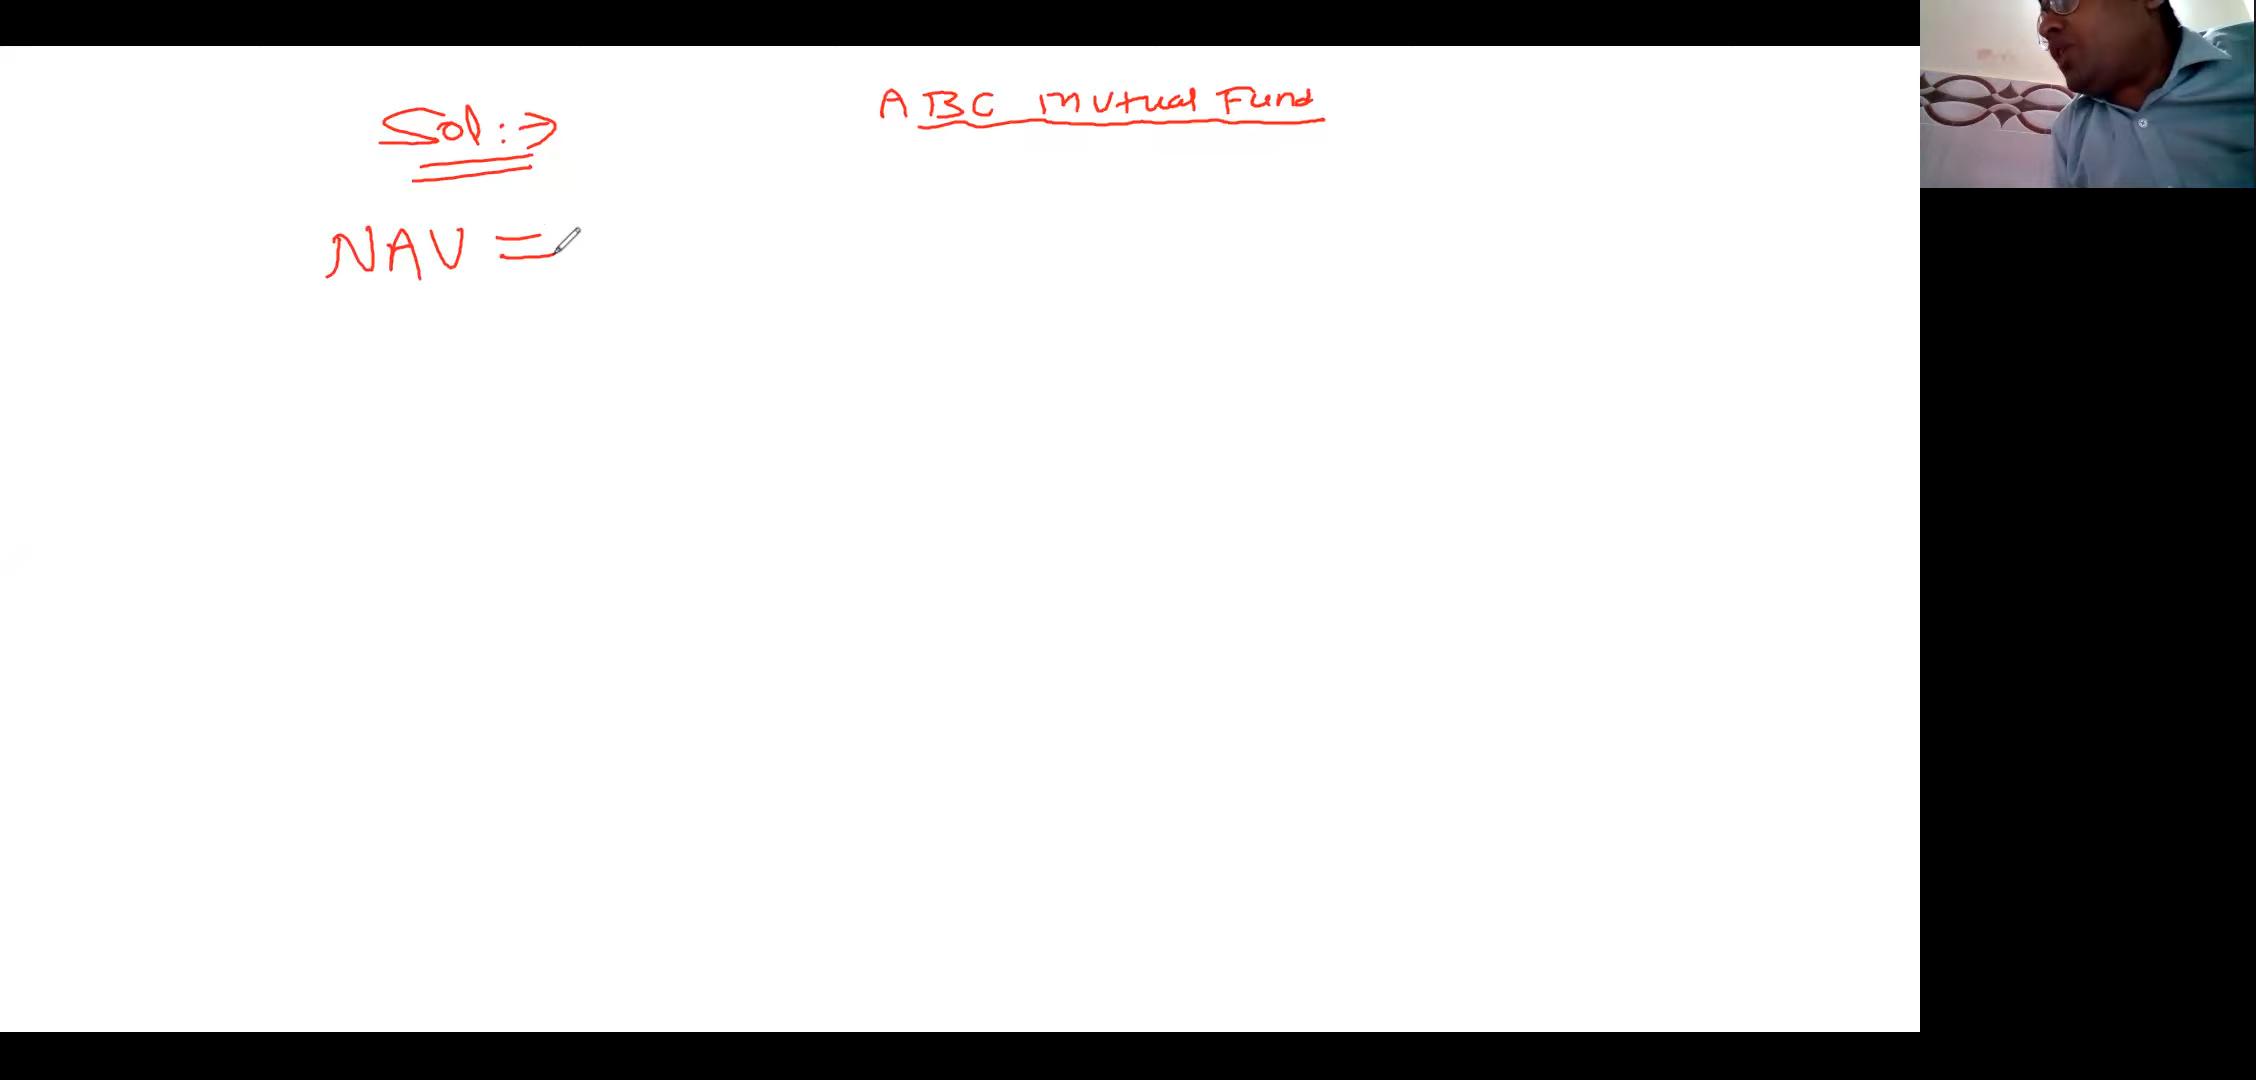 ABC Mutual Fund
Sol :→
NAV =